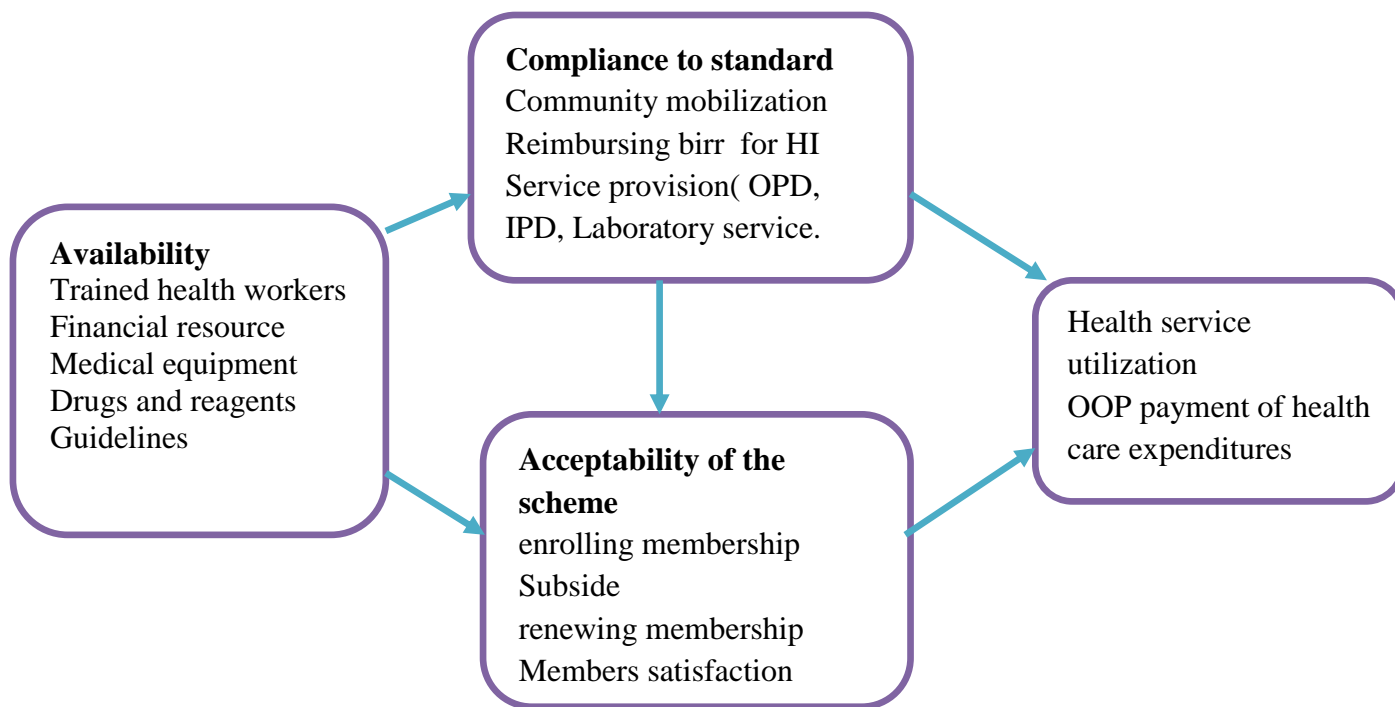 Compliance to standard
Community mobilization
Reimbursing birr for HI
Service provision( OPD,
IPD, Laboratory service.
Availability
Trained health workers
Financial resource
Medical equipment
Drugs and reagents
Guidelines
Acceptability of the
scheme
enrolling membership
Subside
renewing membership
Members satisfaction
Health service
utilization
OOP payment of health
care expenditures